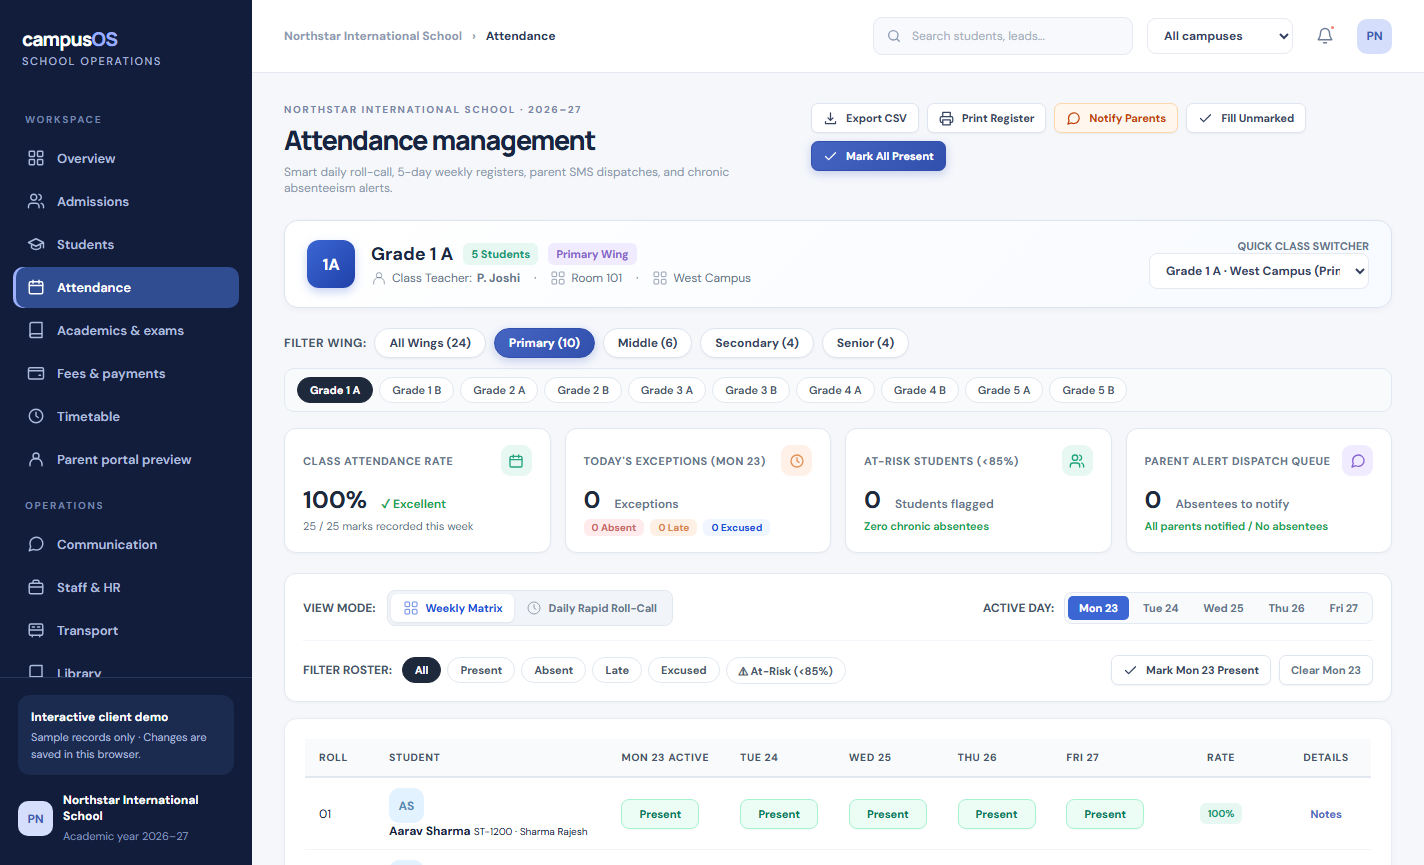 campusOS
SCHOOL OPERATIONS
WORKSPACE
Overview
Admissions
Students
Attendance
Academics & exams
Fees & payments
Timetable
Parent portal preview
OPERATIONS
Communication
Staff & HR
Transport
Library
Interactive client demo
Sample records only · Changes are
saved in this browser.
PN
Northstar International
School
Academic year 2026–27
Northstar International School › Attendance
Search students, leads...
All campuses
PN
NORTHSTAR INTERNATIONAL SCHOOL · 2026–27
Attendance management
Smart daily roll-call, 5-day weekly registers, parent SMS dispatches, and chronic
absenteeism alerts.
Export CSV
Print Register
Notify Parents
Fill Unmarked
Mark All Present
1A
Grade 1 A
5 Students
Primary Wing
Class Teacher: P. Joshi · Room 101 · West Campus
QUICK CLASS SWITCHER
Grade 1 A · West Campus (Prin
FILTER WING:
All Wings (24)
Primary (10)
Middle (6)
Secondary (4)
Senior (4)
Grade 1 A
Grade 1 B
Grade 2 A
Grade 2 B
Grade 3 A
Grade 3 B
Grade 4 A
Grade 4 B
Grade 5 A
Grade 5 B
CLASS ATTENDANCE RATE
100% ✓ Excellent
25 / 25 marks recorded this week
TODAY'S EXCEPTIONS (MON 23)
0 Exceptions
0 Absent
0 Late
0 Excused
AT-RISK STUDENTS (<85%)
0 Students flagged
Zero chronic absentees
PARENT ALERT DISPATCH QUEUE
0 Absentees to notify
All parents notified / No absentees
VIEW MODE:
Weekly Matrix
Daily Rapid Roll-Call
ACTIVE DAY:
Mon 23
Tue 24
Wed 25
Thu 26
Fri 27
FILTER ROSTER:
All
Present
Absent
Late
Excused
⚠ At-Risk (<85%)
Mark Mon 23 Present
Clear Mon 23
ROLL STUDENT MON 23 ACTIVE TUE 24 WED 25 THU 26 FRI 27 RATE DETAILS
AS
01 Present Present Present Present Present 100% Notes
Aarav Sharma ST-1200 · Sharma Rajesh